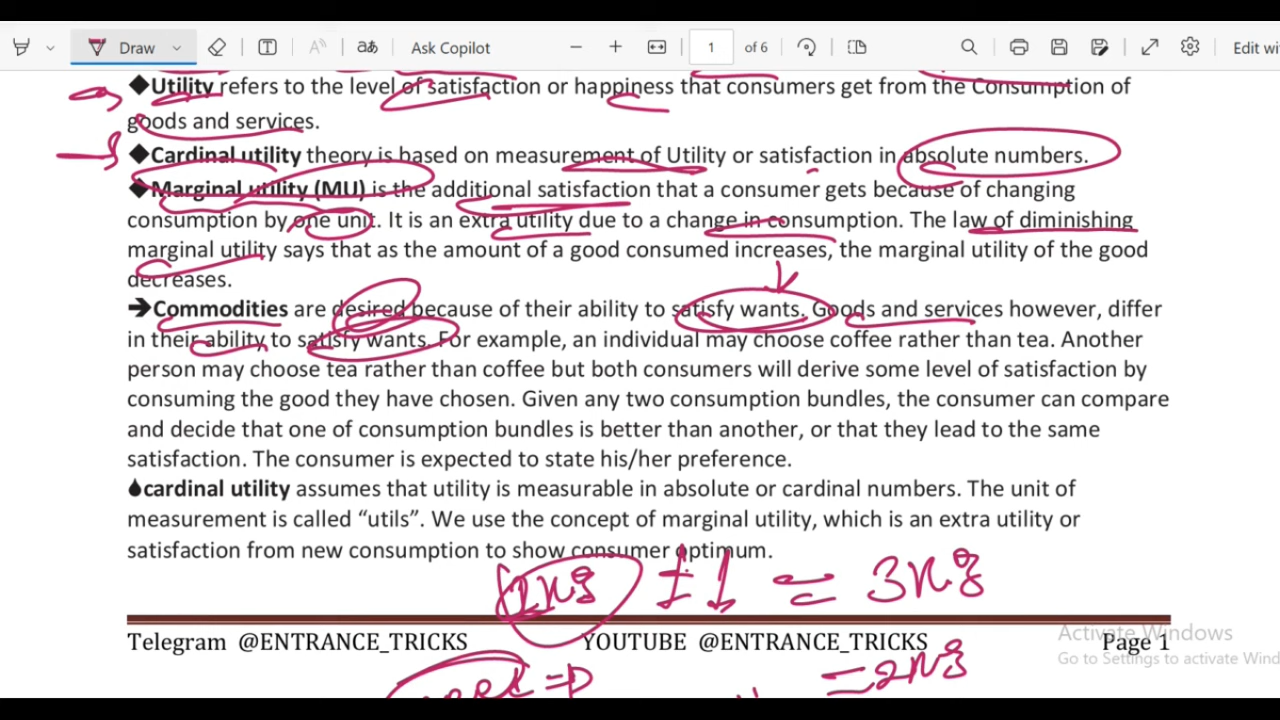 Draw
Ask Copilot
1 of 6
Edit wi
◆Utility refers to the level of satisfaction or happiness that consumers get from the Consumption of
goods and services.
◆Cardinal utility theory is based on measurement of Utility or satisfaction in absolute numbers.
◆Marginal utility (MU) is the additional satisfaction that a consumer gets because of changing
consumption by one unit. It is an extra utility due to a change in consumption. The law of diminishing
marginal utility says that as the amount of a good consumed increases, the marginal utility of the good
decreases.
➔Commodities are desired because of their ability to satisfy wants. Goods and services however, differ
in their ability to satisfy wants. For example, an individual may choose coffee rather than tea. Another
person may choose tea rather than coffee but both consumers will derive some level of satisfaction by
consuming the good they have chosen. Given any two consumption bundles, the consumer can compare
and decide that one of consumption bundles is better than another, or that they lead to the same
satisfaction. The consumer is expected to state his/her preference.
cardinal utility assumes that utility is measurable in absolute or cardinal numbers. The unit of
measurement is called “utils”. We use the concept of marginal utility, which is an extra utility or
satisfaction from new consumption to show consumer optimum.
= 3kg
Telegram @ENTRANCE_TRICKS YOUTUBE @ENTRANCE_TRICKS Page 1
=2kg
Activate Windows
Go to Settings to activate Wind